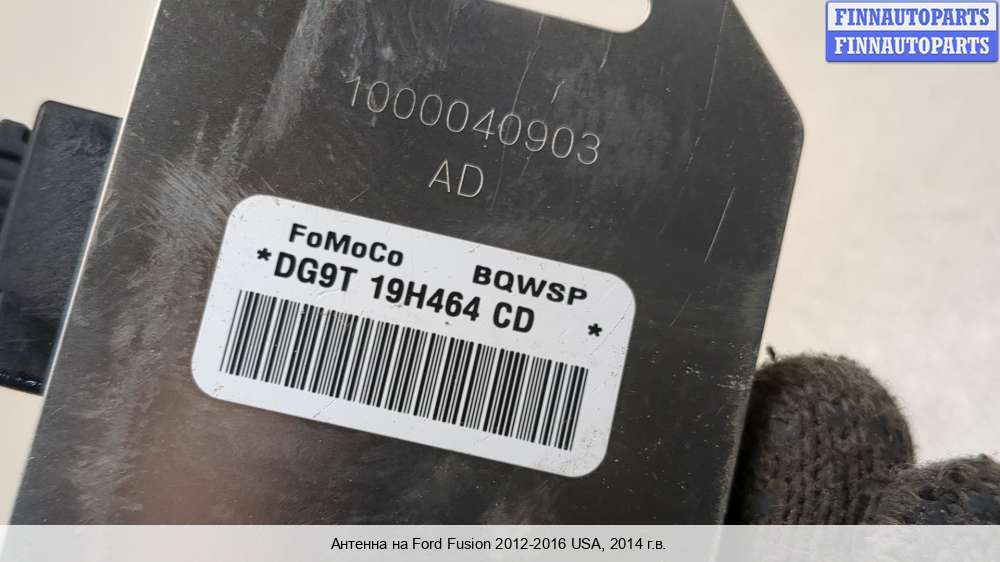 FINNAUTOPARTS
FINNAUTOPARTS
1000040903
AD
FoMoCo BQWSP
*DG9T 19H464 CD *
Антенна на Ford Fusion 2012-2016 USA, 2014 г.в.